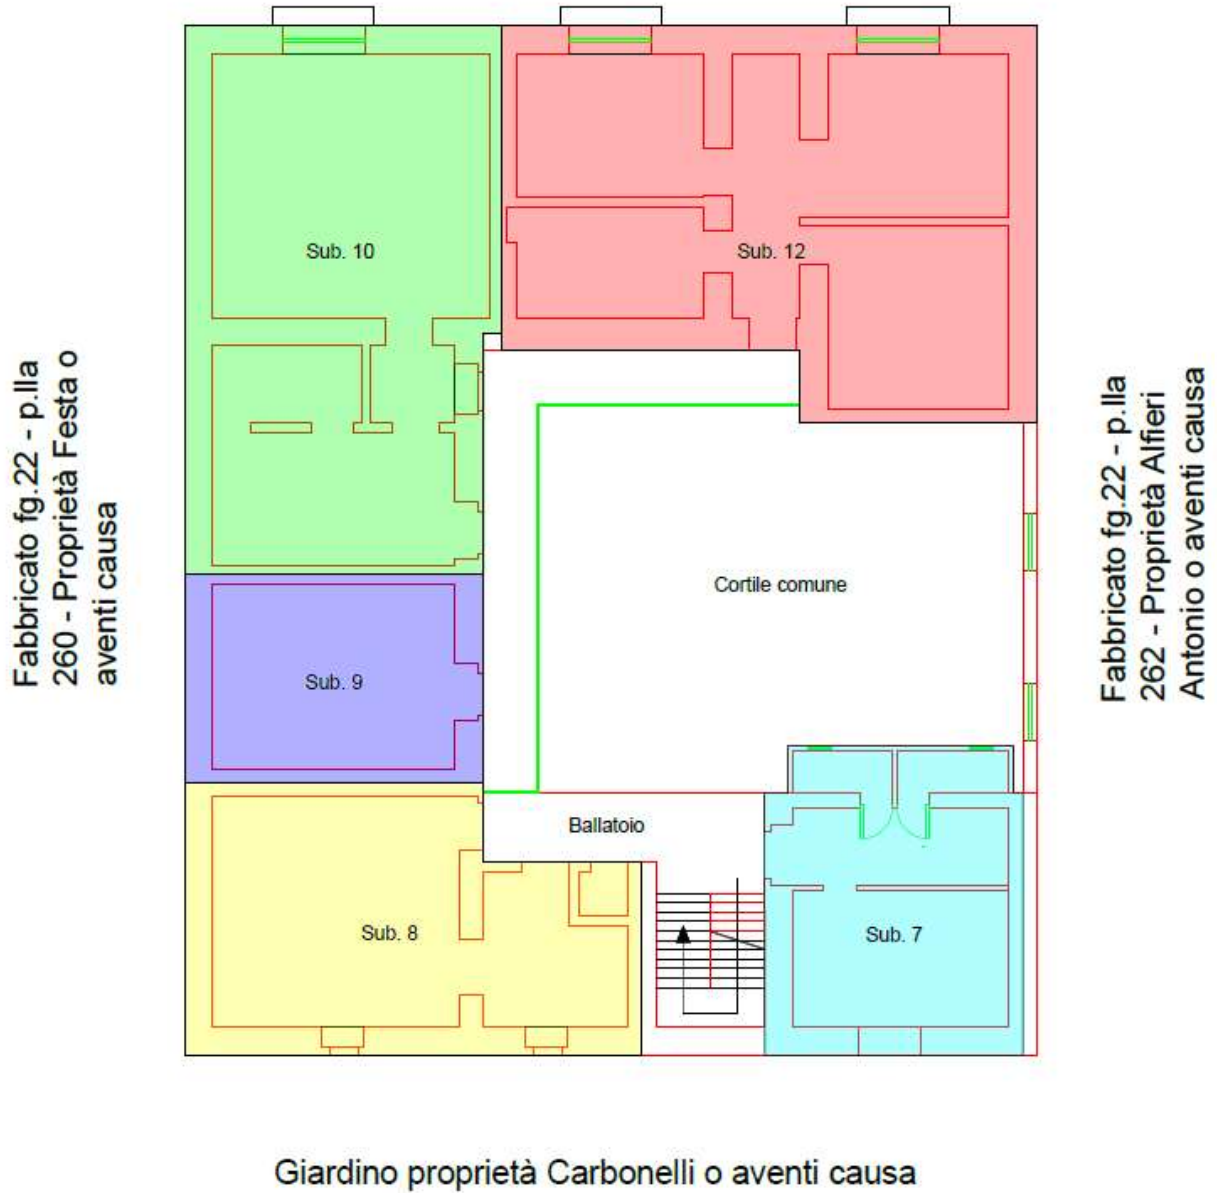 Sub. 10
Sub. 12
Fabbricato fg.22 - p.lla
260 - Proprietà Festa o
aventi causa
Fabbricato fg.22 - p.lla
262 - Proprietà Alfieri
Antonio o aventi causa
Cortile comune
Sub. 9
Ballatoio
Sub. 8
Sub. 7
Giardino proprietà Carbonelli o aventi causa